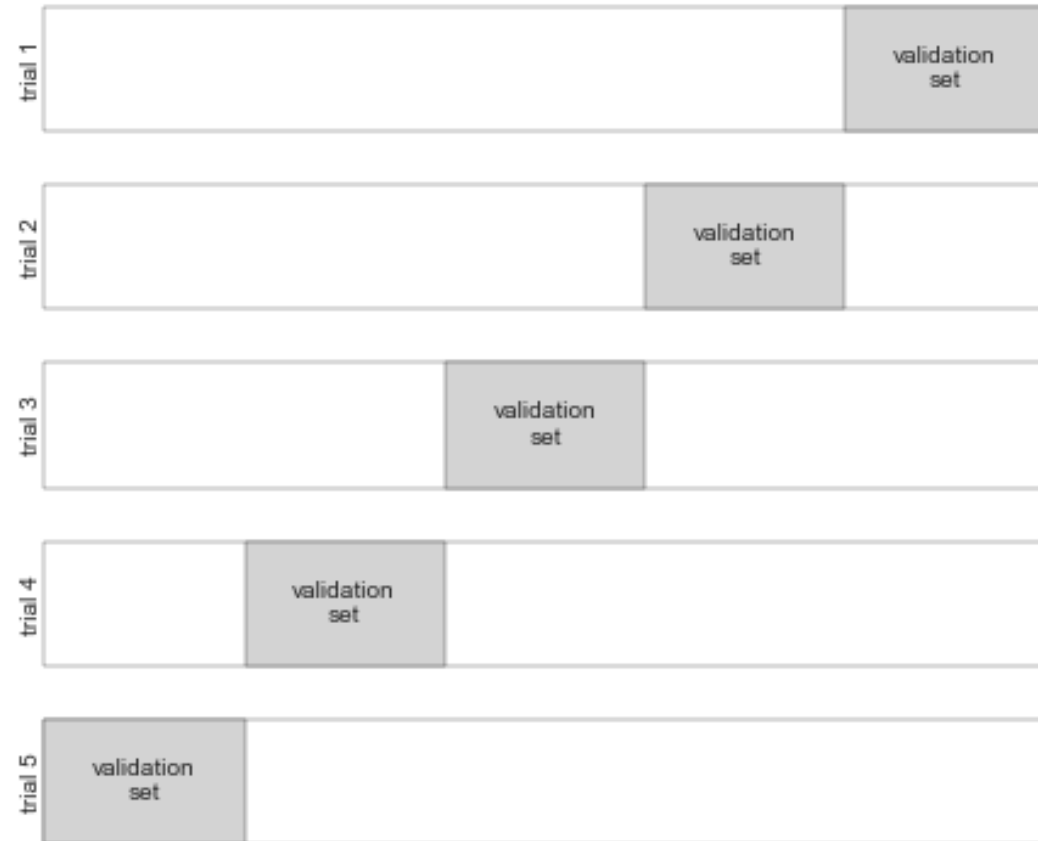 trial 1
validation
set
trial 2
validation
set
trial 3
validation
set
trial 4
validation
set
trial 5
validation
set